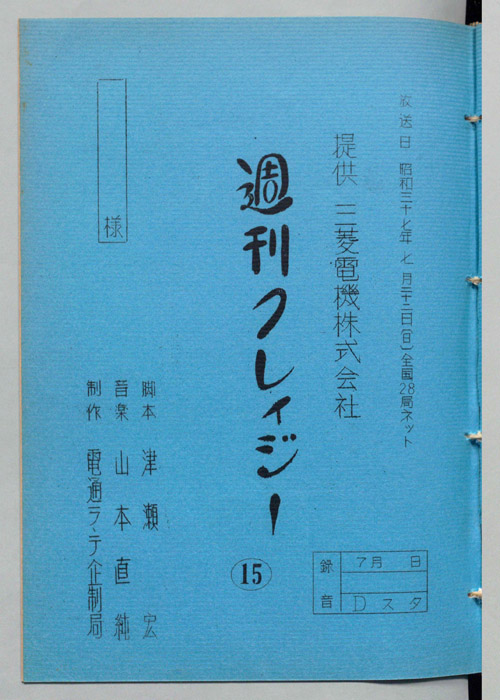 放送日 昭和三十七年 七月二十二日(日)全国28局ネット
提供 三菱電機株式会社
週刊クレイジー
15
脚本 津瀬 宏
音楽 山本直純
制作 電通ラ・テ企制局
様
録音
7月 日
Dスタ